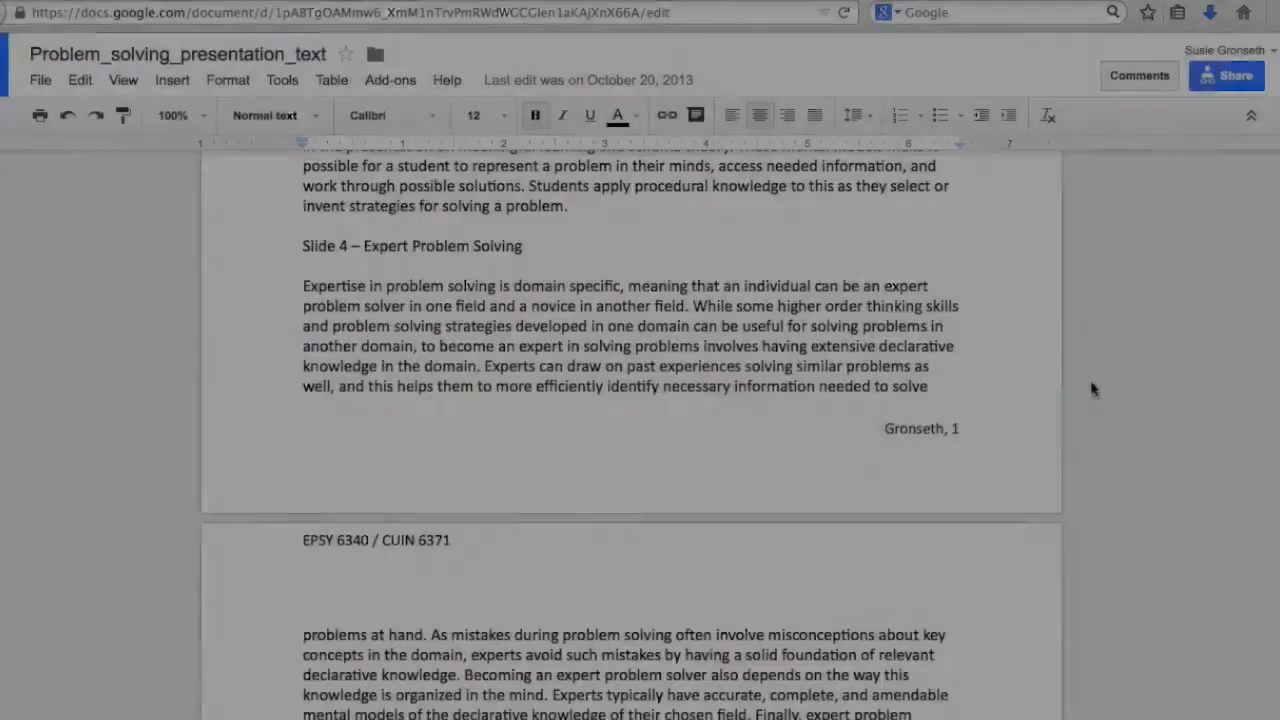 https://docs.google.com/document/d/1pABTgOAMmw6_XmM1nTrvPmRWdWGCGIen1aKAjXnX66A/edit
Google
Problem_solving_presentation_text
Susie Gronseth
File Edit View Insert Format Tools Table Add-ons Help Last edit was on October 20, 2013
Comments Share
100% Normal text Calibri 12 B I U A
1 1 2 3 4 5 6 7
possible for a student to represent a problem in their minds, access needed information, and
work through possible solutions. Students apply procedural knowledge to this as they select or
invent strategies for solving a problem.
Slide 4 – Expert Problem Solving
Expertise in problem solving is domain specific, meaning that an individual can be an expert
problem solver in one field and a novice in another field. While some higher order thinking skills
and problem solving strategies developed in one domain can be useful for solving problems in
another domain, to become an expert in solving problems involves having extensive declarative
knowledge in the domain. Experts can draw on past experiences solving similar problems as
well, and this helps them to more efficiently identify necessary information needed to solve
Gronseth, 1
EPSY 6340 / CUIN 6371
problems at hand. As mistakes during problem solving often involve misconceptions about key
concepts in the domain, experts avoid such mistakes by having a solid foundation of relevant
declarative knowledge. Becoming an expert problem solver also depends on the way this
knowledge is organized in the mind. Experts typically have accurate, complete, and amendable
mental models of the declarative knowledge of their chosen field. Finally, expert problem